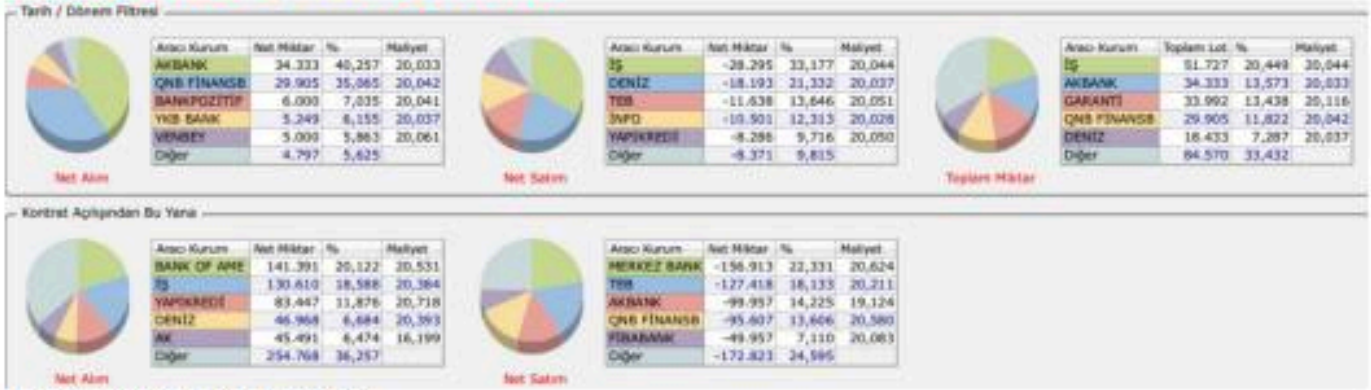 Tarih / Dönem Filtresi
Aracı Kurum Net Miktar % Maliyet
AKBANK 34.333 40,257 20,033
QNB FİNANSB 29.905 35,065 20,042
BANKPOZİTİF 6.000 7,035 20,041
YKB BANK 5.249 6,155 20,037
VENBEY 5.000 5,863 20,061
Diğer 4.797 5,625
Net Alım
Aracı Kurum Net Miktar % Maliyet
İŞ -28.295 33,177 20,044
DENİZ -18.193 21,332 20,037
TEB -11.638 13,646 20,051
İNFO -10.501 12,313 20,028
YAPIKREDİ -8.286 9,716 20,050
Diğer -8.371 9,815
Net Satım
Aracı Kurum Toplam Lot % Maliyet
İŞ 51.727 20,449 20,044
AKBANK 34.333 13,573 20,033
GARANTİ 33.992 13,438 20,116
QNB FİNANSB 29.905 11,822 20,042
DENİZ 18.433 7,287 20,037
Diğer 84.570 33,432
Toplam Miktar
Kontrat Açılışından Bu Yana
Aracı Kurum Net Miktar % Maliyet
BANK OF AME 141.391 20,122 20,531
İŞ 130.610 18,588 20,384
YAPIKREDİ 83.447 11,876 20,718
DENİZ 46.968 6,684 20,393
AK 45.491 6,474 16,199
Diğer 254.768 36,257
Net Alım
Aracı Kurum Net Miktar % Maliyet
MERKEZ BANK -156.913 22,331 20,624
TEB -127.418 18,133 20,211
AKBANK -99.957 14,225 19,124
QNB FİNANSB -95.607 13,606 20,580
FİBABANK -49.957 7,110 20,083
Diğer -172.823 24,595
Net Satım